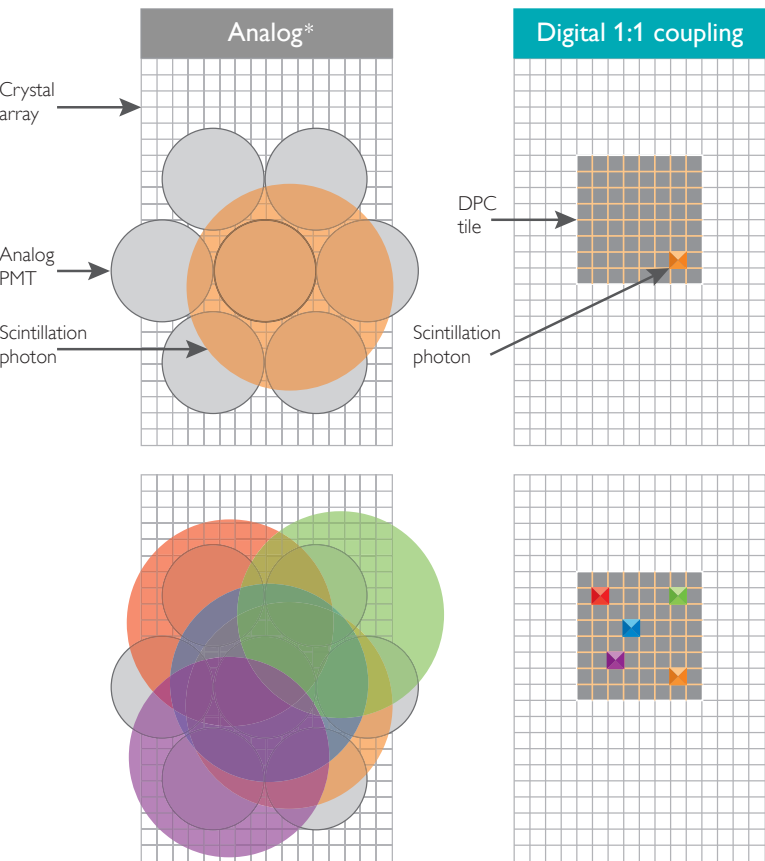 Analog*
Digital 1:1 coupling
Crystal
array
Analog
PMT
Scintillation
photon
DPC
tile
Scintillation
photon